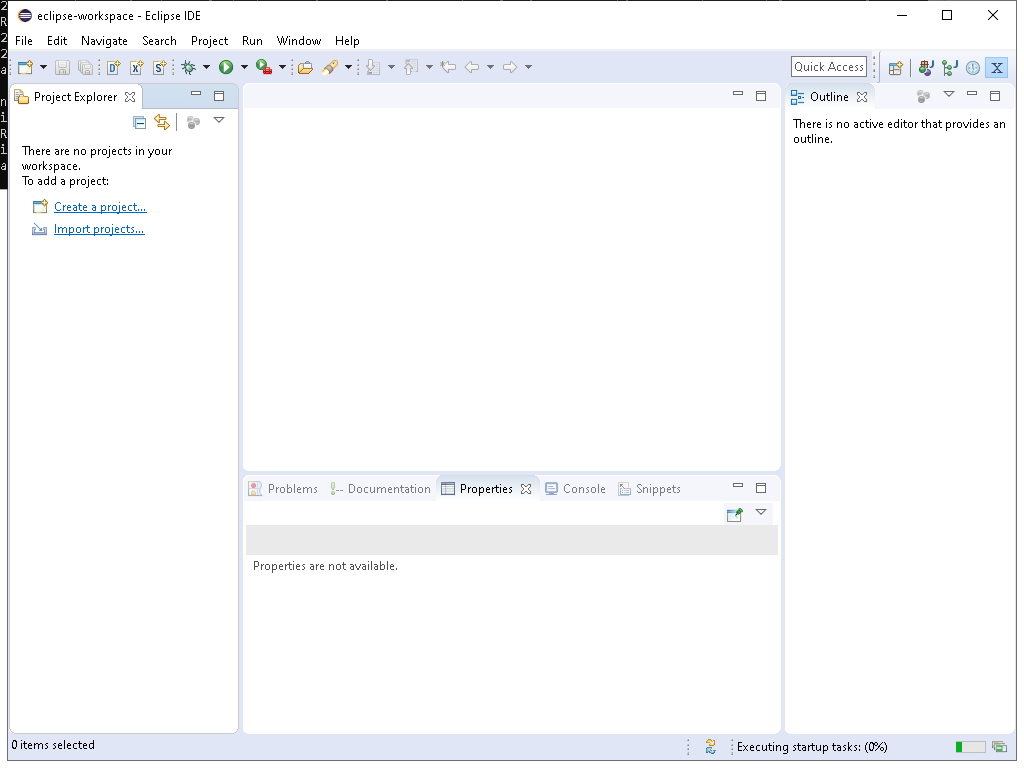 eclipse-workspace - Eclipse IDE
File Edit Navigate Search Project Run Window Help
Quick Access
Project Explorer
Outline
There are no projects in your
workspace.
To add a project:
Create a project...
Import projects...
There is no active editor that provides an
outline.
Problems Documentation Properties Console Snippets
Properties are not available.
0 items selected
Executing startup tasks: (0%)